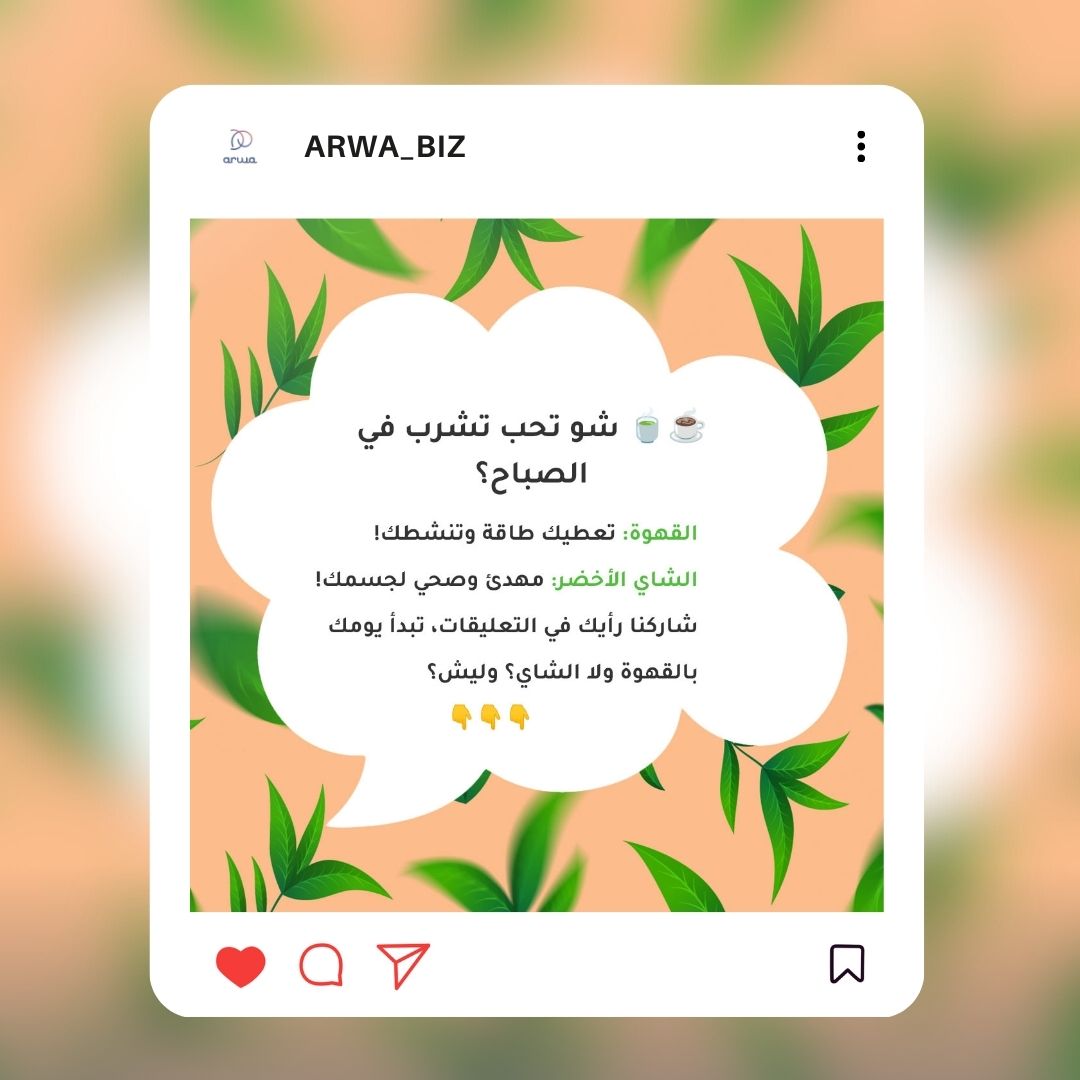 arwa
ARWA_BIZ
☕🍵 شو تحب تشرب في
الصباح؟
القهوة: تعطيك طاقة وتنشطك!
الشاي الأخضر: مهدئ وصحي لجسمك!
شاركنا رأيك في التعليقات، تبدأ يومك
بالقهوة ولا الشاي؟ وليش؟
👇👇👇